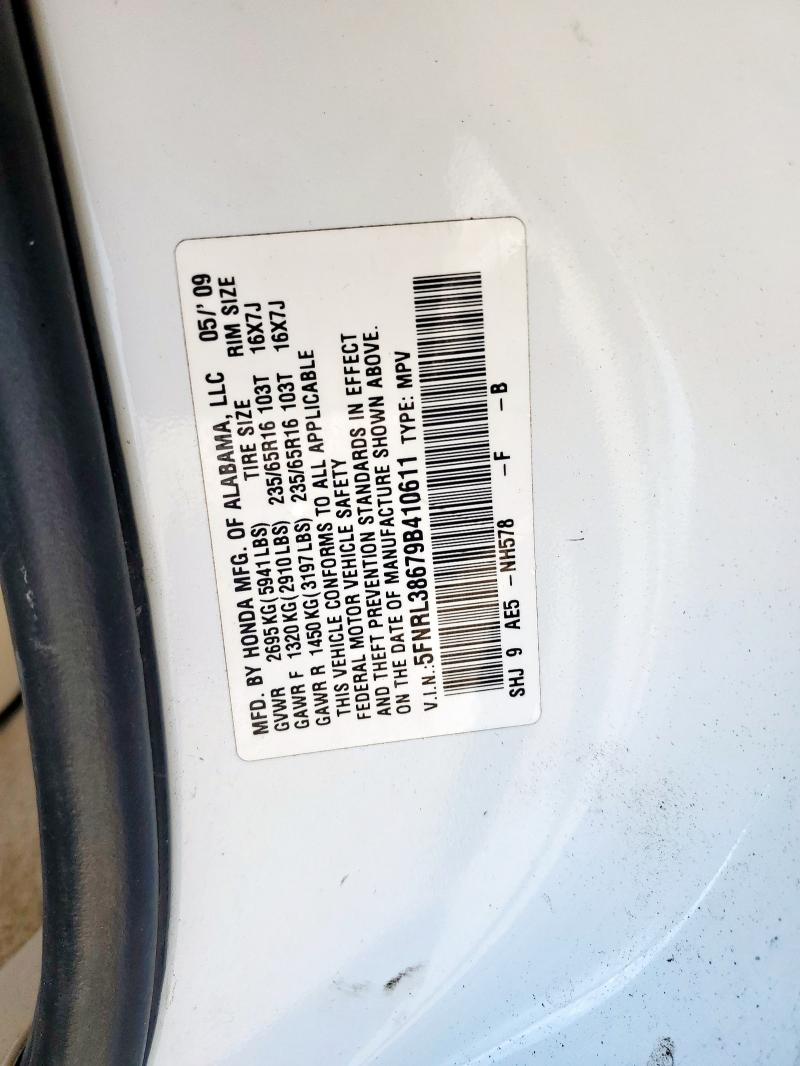 MFD. BY HONDA MFG. OF ALABAMA, LLC 05/' 09
TIRE SIZE RIM SIZE
GVWR 2695KG(5941LBS)
GAWR F 1320KG(2910LBS) 235/65R16 103T 16X7J
GAWR R 1450KG(3197LBS) 235/65R16 103T 16X7J
THIS VEHICLE CONFORMS TO ALL APPLICABLE
FEDERAL MOTOR VEHICLE SAFETY
AND THEFT PREVENTION STANDARDS IN EFFECT
ON THE DATE OF MANUFACTURE SHOWN ABOVE.
V.I.N.:5FNRL38679B410611 TYPE: MPV
SHJ 9 AE5 -NH578 -F -B